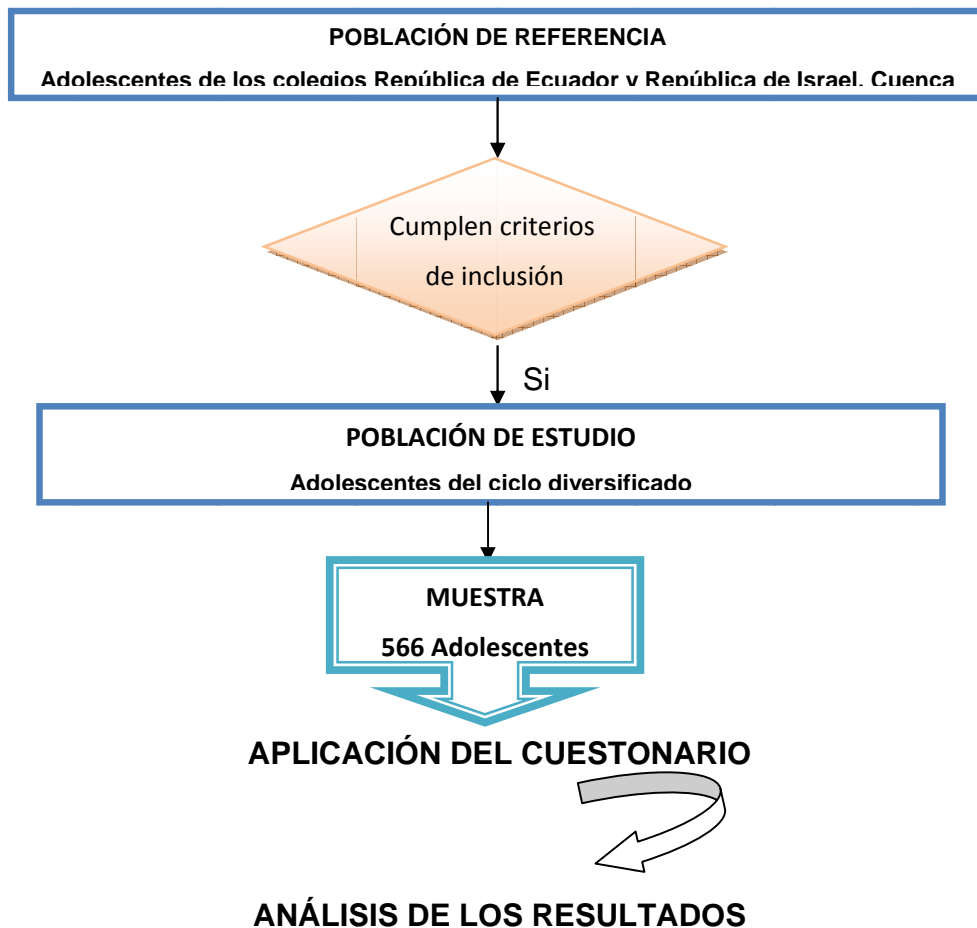 POBLACIÓN DE REFERENCIA
Adolescentes de los colegios República de Ecuador y República de Israel. Cuenca
Cumplen criterios
de inclusión
Si
POBLACIÓN DE ESTUDIO
Adolescentes del ciclo diversificado
MUESTRA
566 Adolescentes
APLICACIÓN DEL CUESTONARIO
ANÁLISIS DE LOS RESULTADOS